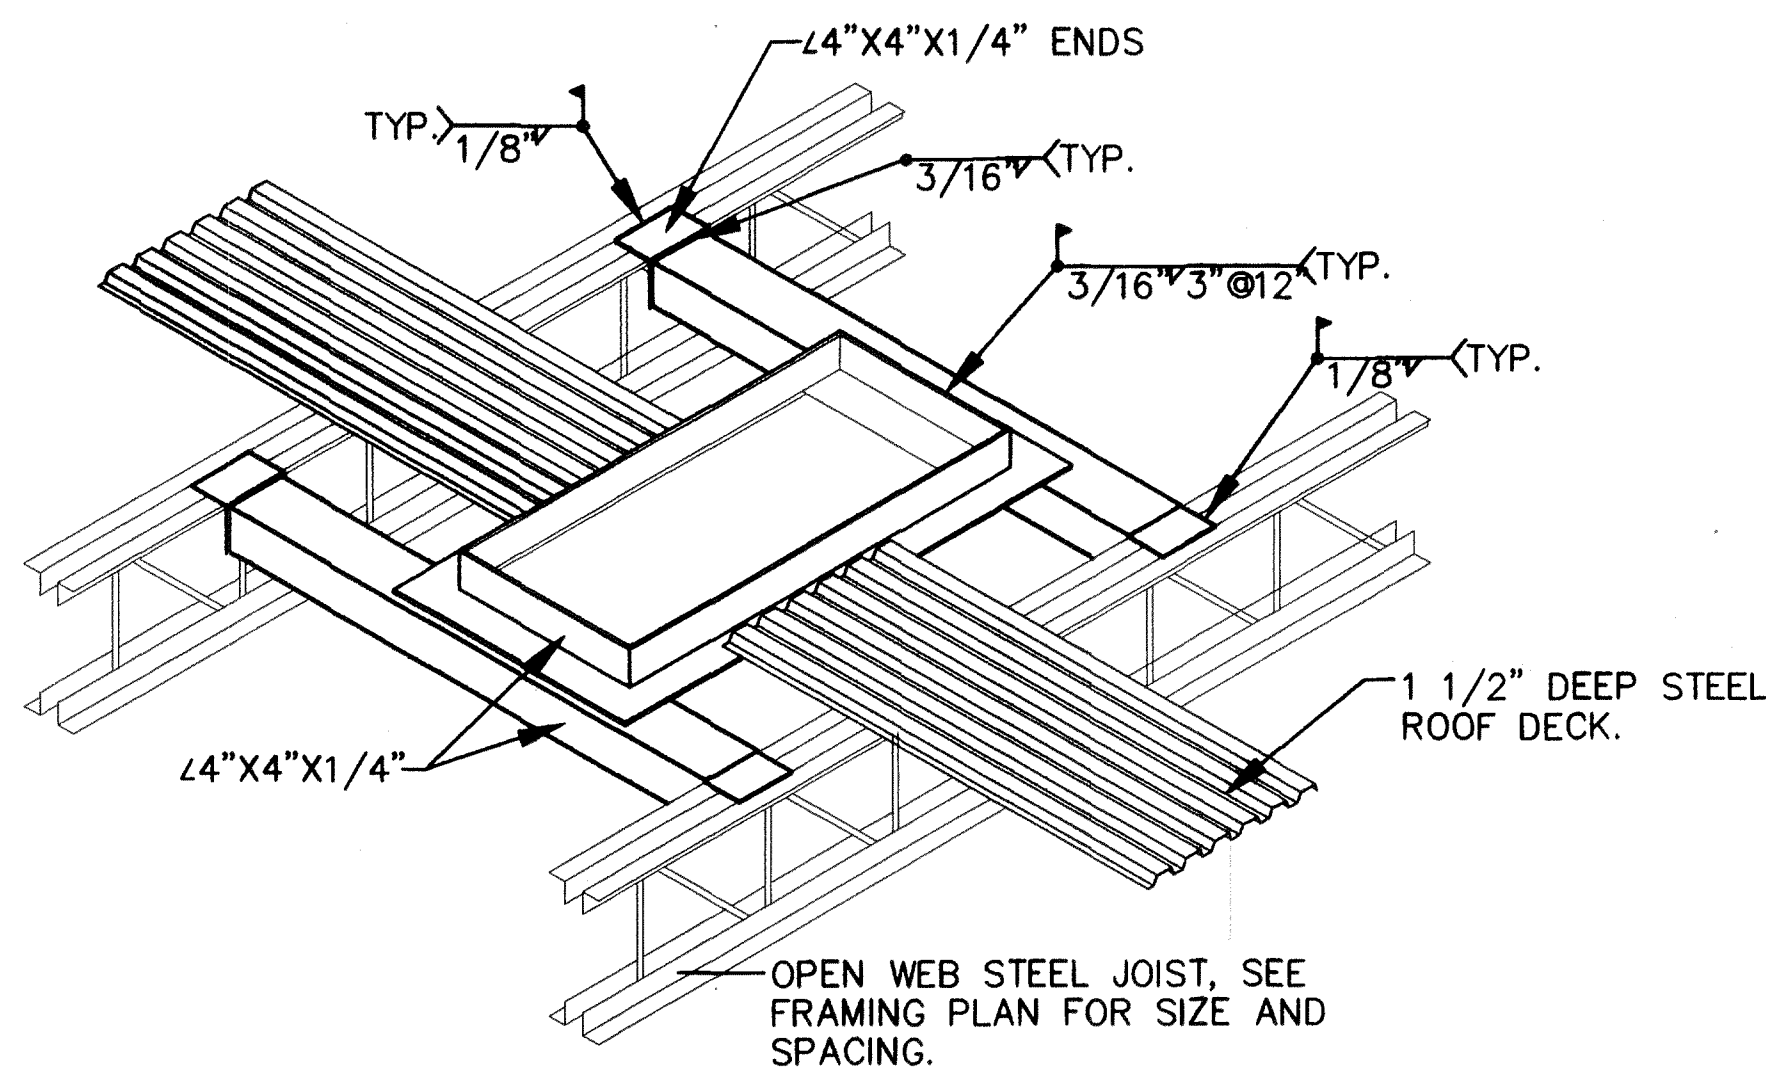 ∠4"X4"X1/4" ENDS
TYP.
1/8"
3/16"
TYP.
3/16" 3"@12"
TYP.
1/8"
TYP.
1 1/2" DEEP STEEL
ROOF DECK.
∠4"X4"X1/4"
OPEN WEB STEEL JOIST, SEE
FRAMING PLAN FOR SIZE AND
SPACING.